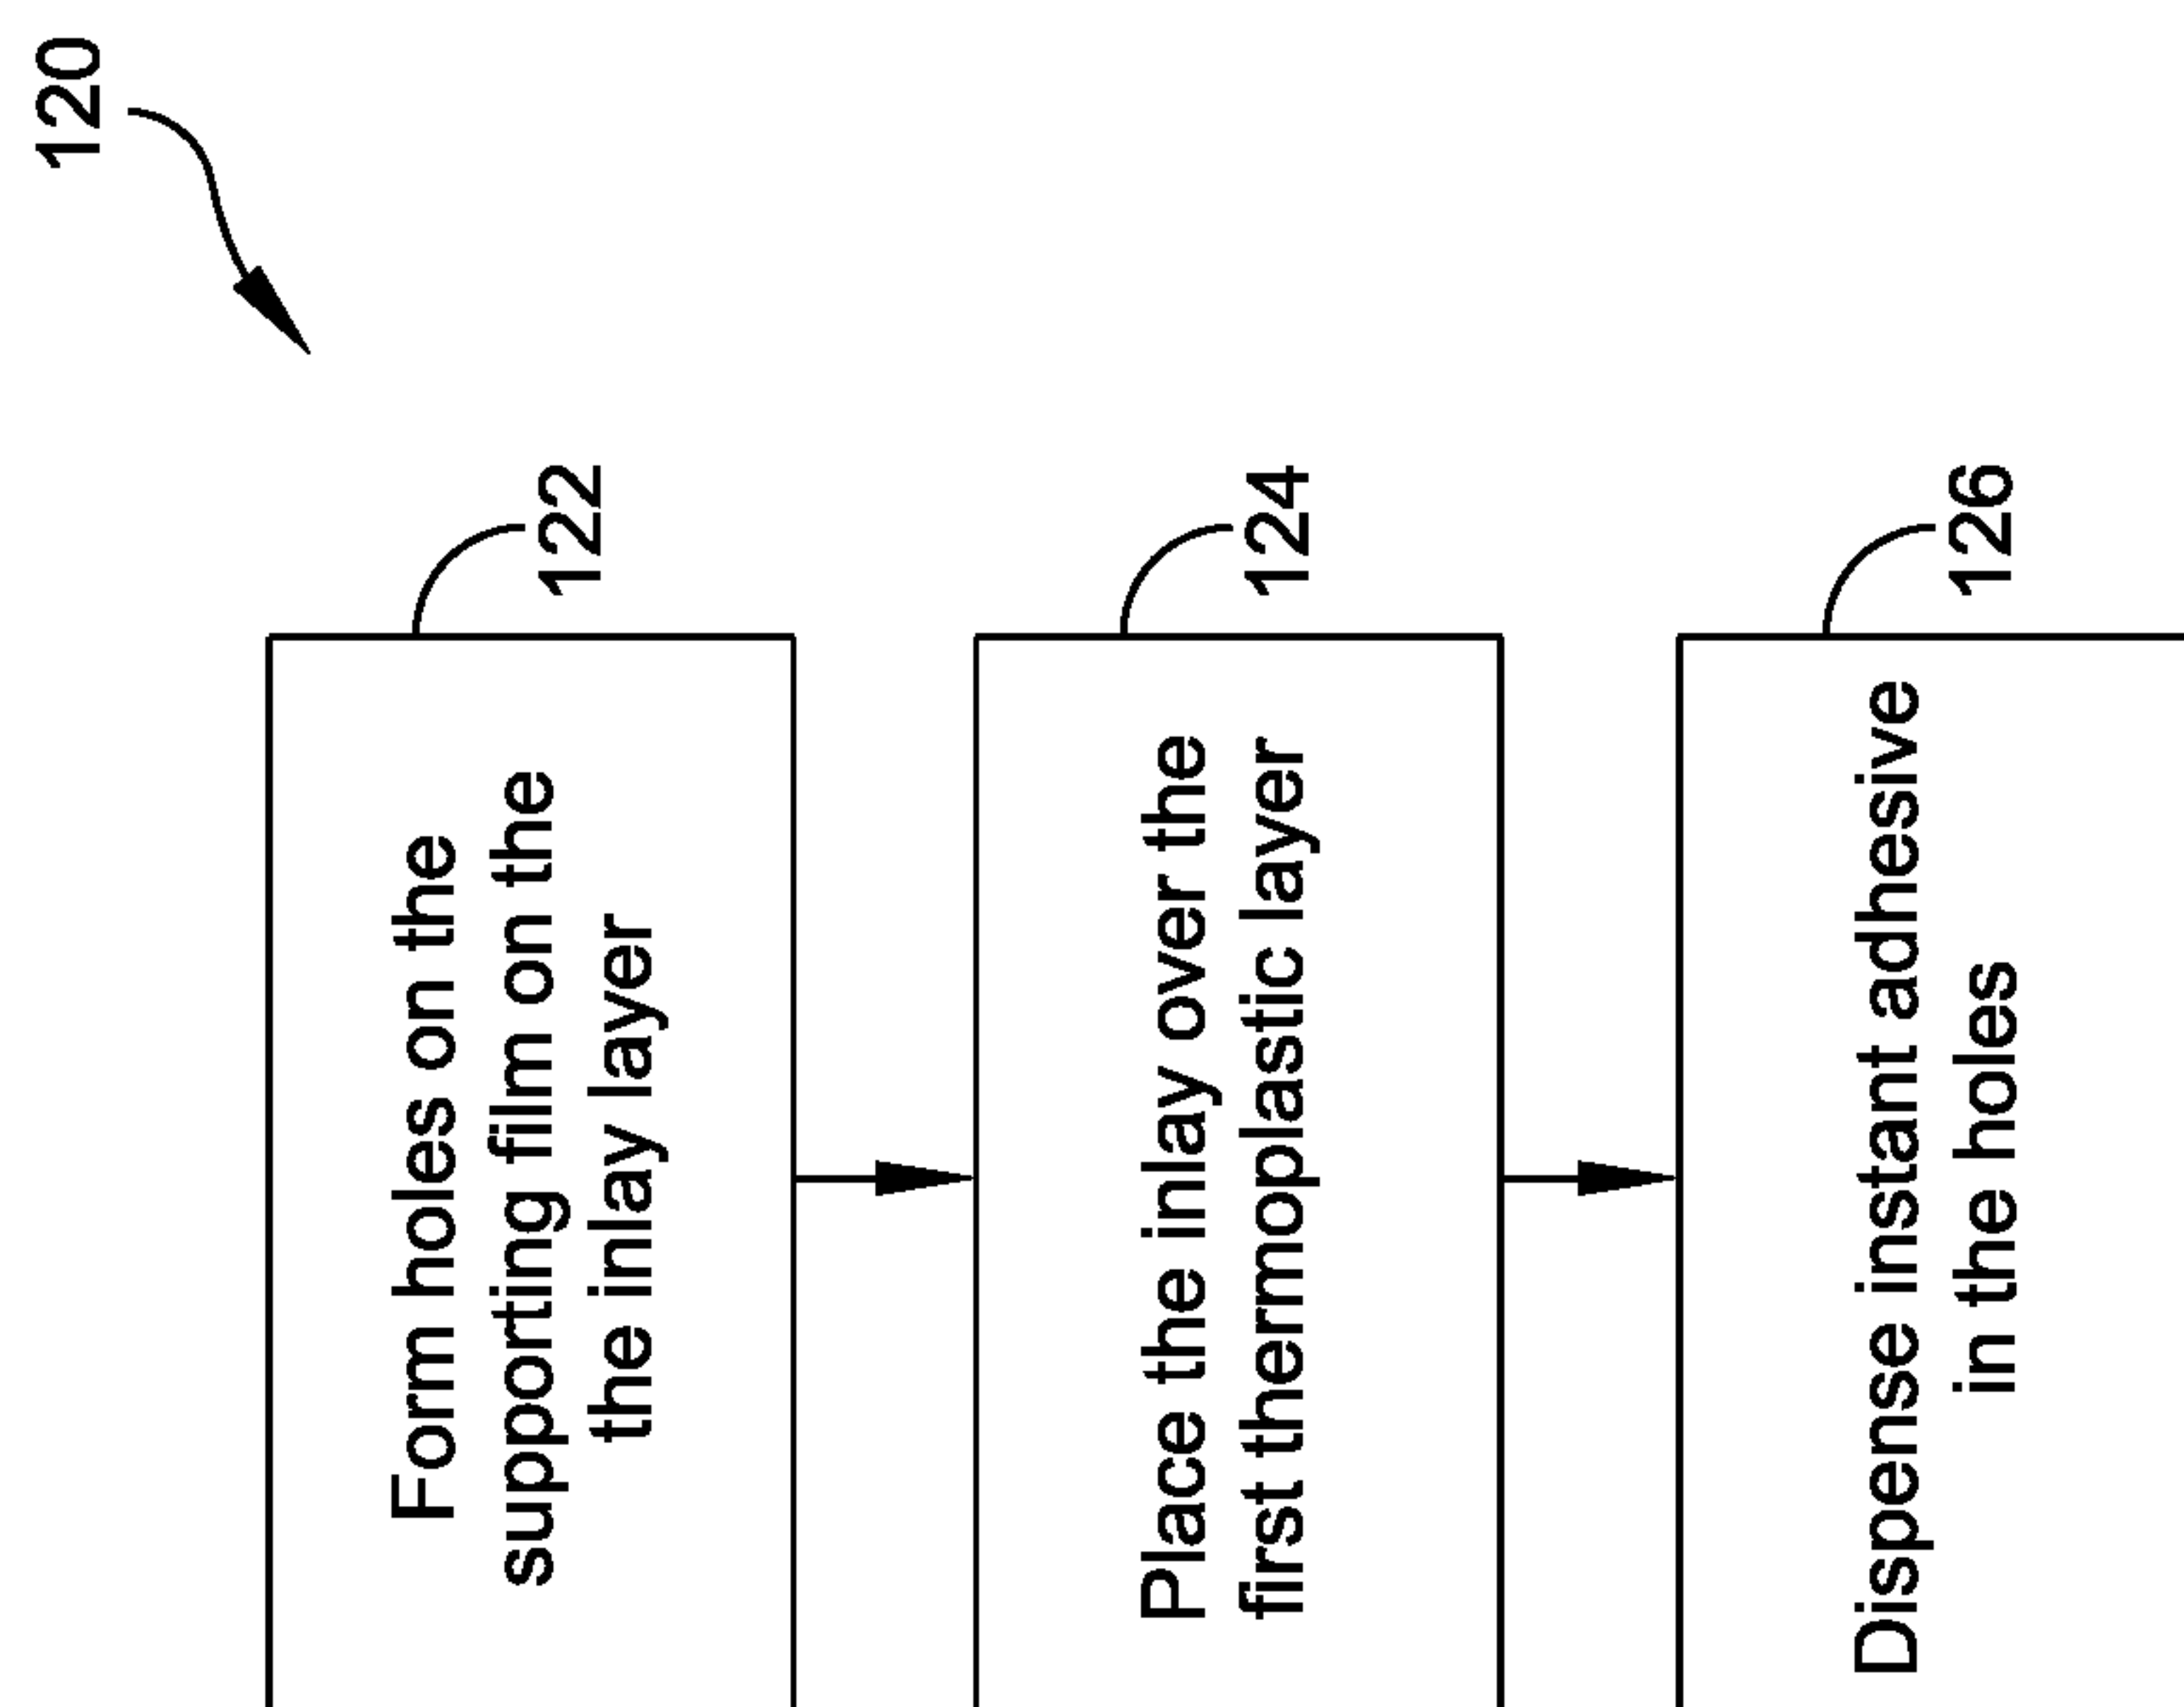 120
Form holes on the
supporting film on the
the inlay layer
122
Place the inlay over the
first thermoplastic layer
124
Dispense instant adhesive
in the holes
126